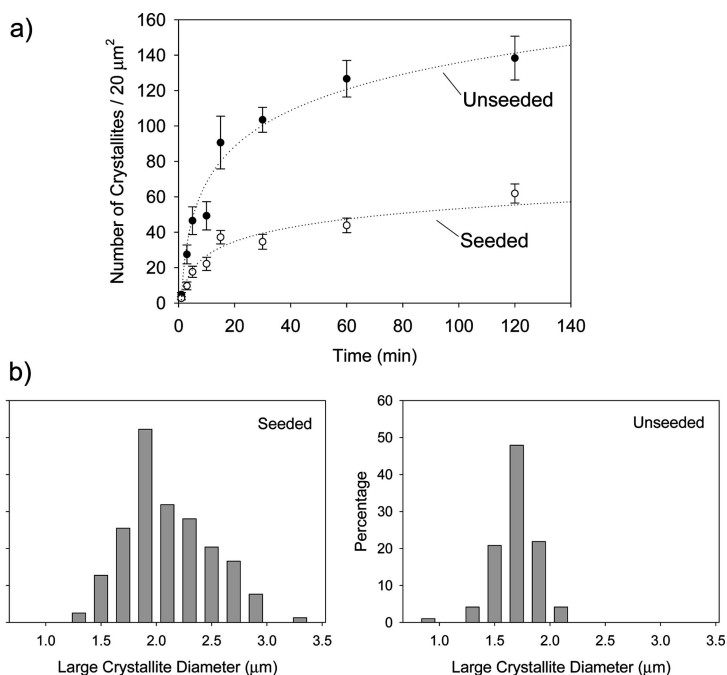 a)
Number of Crystallites / 20 μm²
160
140
120
100
80
60
40
20
0
Unseeded
Seeded
0 20 40 60 80 100 120 140
Time (min)
b)
Seeded
1.0 1.5 2.0 2.5 3.0 3.5
Large Crystallite Diameter (μm)
Percentage
60
50
40
30
20
10
0
Unseeded
1.0 1.5 2.0 2.5 3.0 3.5
Large Crystallite Diameter (μm)